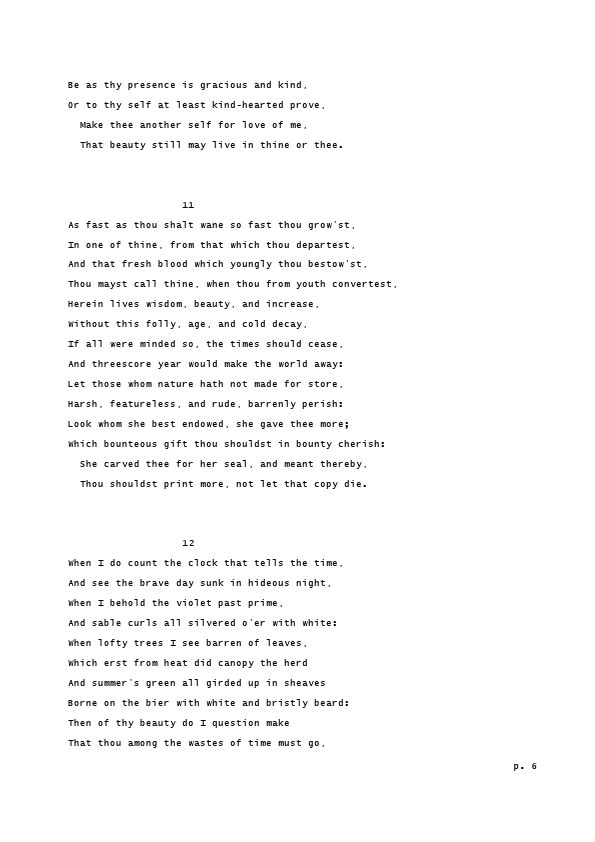 Be as thy presence is gracious and kind,
Or to thy self at least kind-hearted prove,
Make thee another self for love of me,
That beauty still may live in thine or thee.
11
As fast as thou shalt wane so fast thou grow'st,
In one of thine, from that which thou departest,
And that fresh blood which youngly thou bestow'st,
Thou mayst call thine, when thou from youth convertest,
Herein lives wisdom, beauty, and increase,
Without this folly, age, and cold decay,
If all were minded so, the times should cease,
And threescore year would make the world away:
Let those whom nature hath not made for store,
Harsh, featureless, and rude, barrenly perish:
Look whom she best endowed, she gave thee more;
Which bounteous gift thou shouldst in bounty cherish:
She carved thee for her seal, and meant thereby,
Thou shouldst print more, not let that copy die.
12
When I do count the clock that tells the time,
And see the brave day sunk in hideous night,
When I behold the violet past prime,
And sable curls all silvered o'er with white:
When lofty trees I see barren of leaves,
Which erst from heat did canopy the herd
And summer's green all girded up in sheaves
Borne on the bier with white and bristly beard:
Then of thy beauty do I question make
That thou among the wastes of time must go,
p. 6